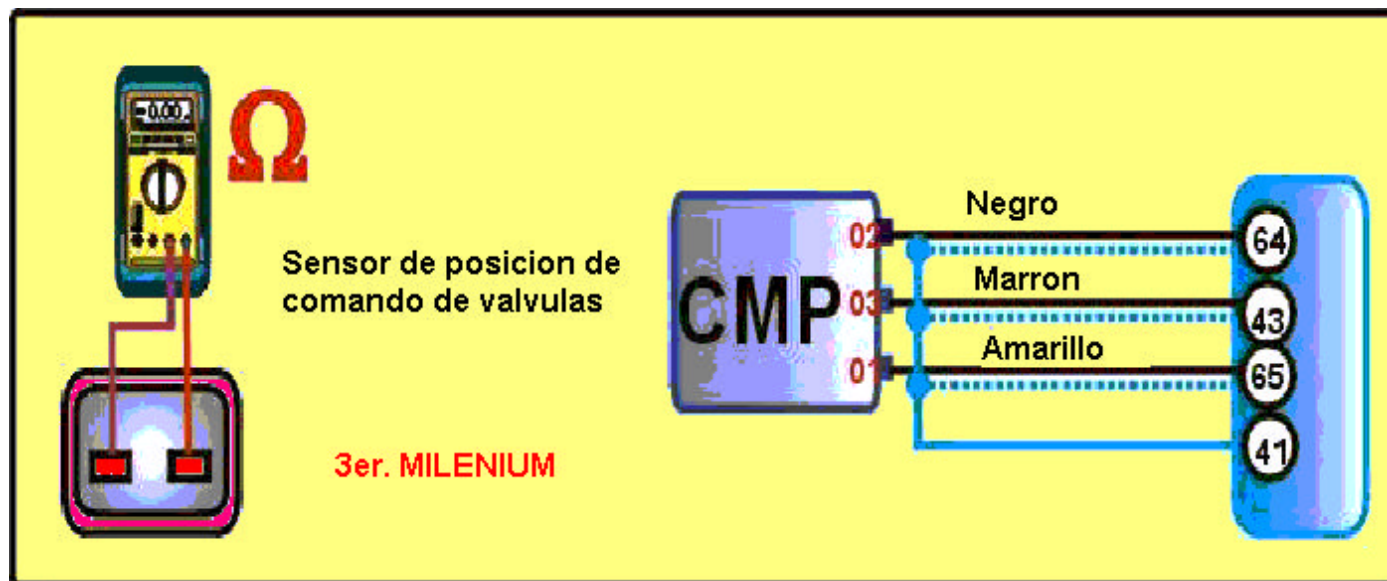 -0.00
Ω
Sensor de posicion de
comando de valvulas
3er. MILENIUM
CMP
02
Negro
64
03
Marron
43
01
Amarillo
65
41